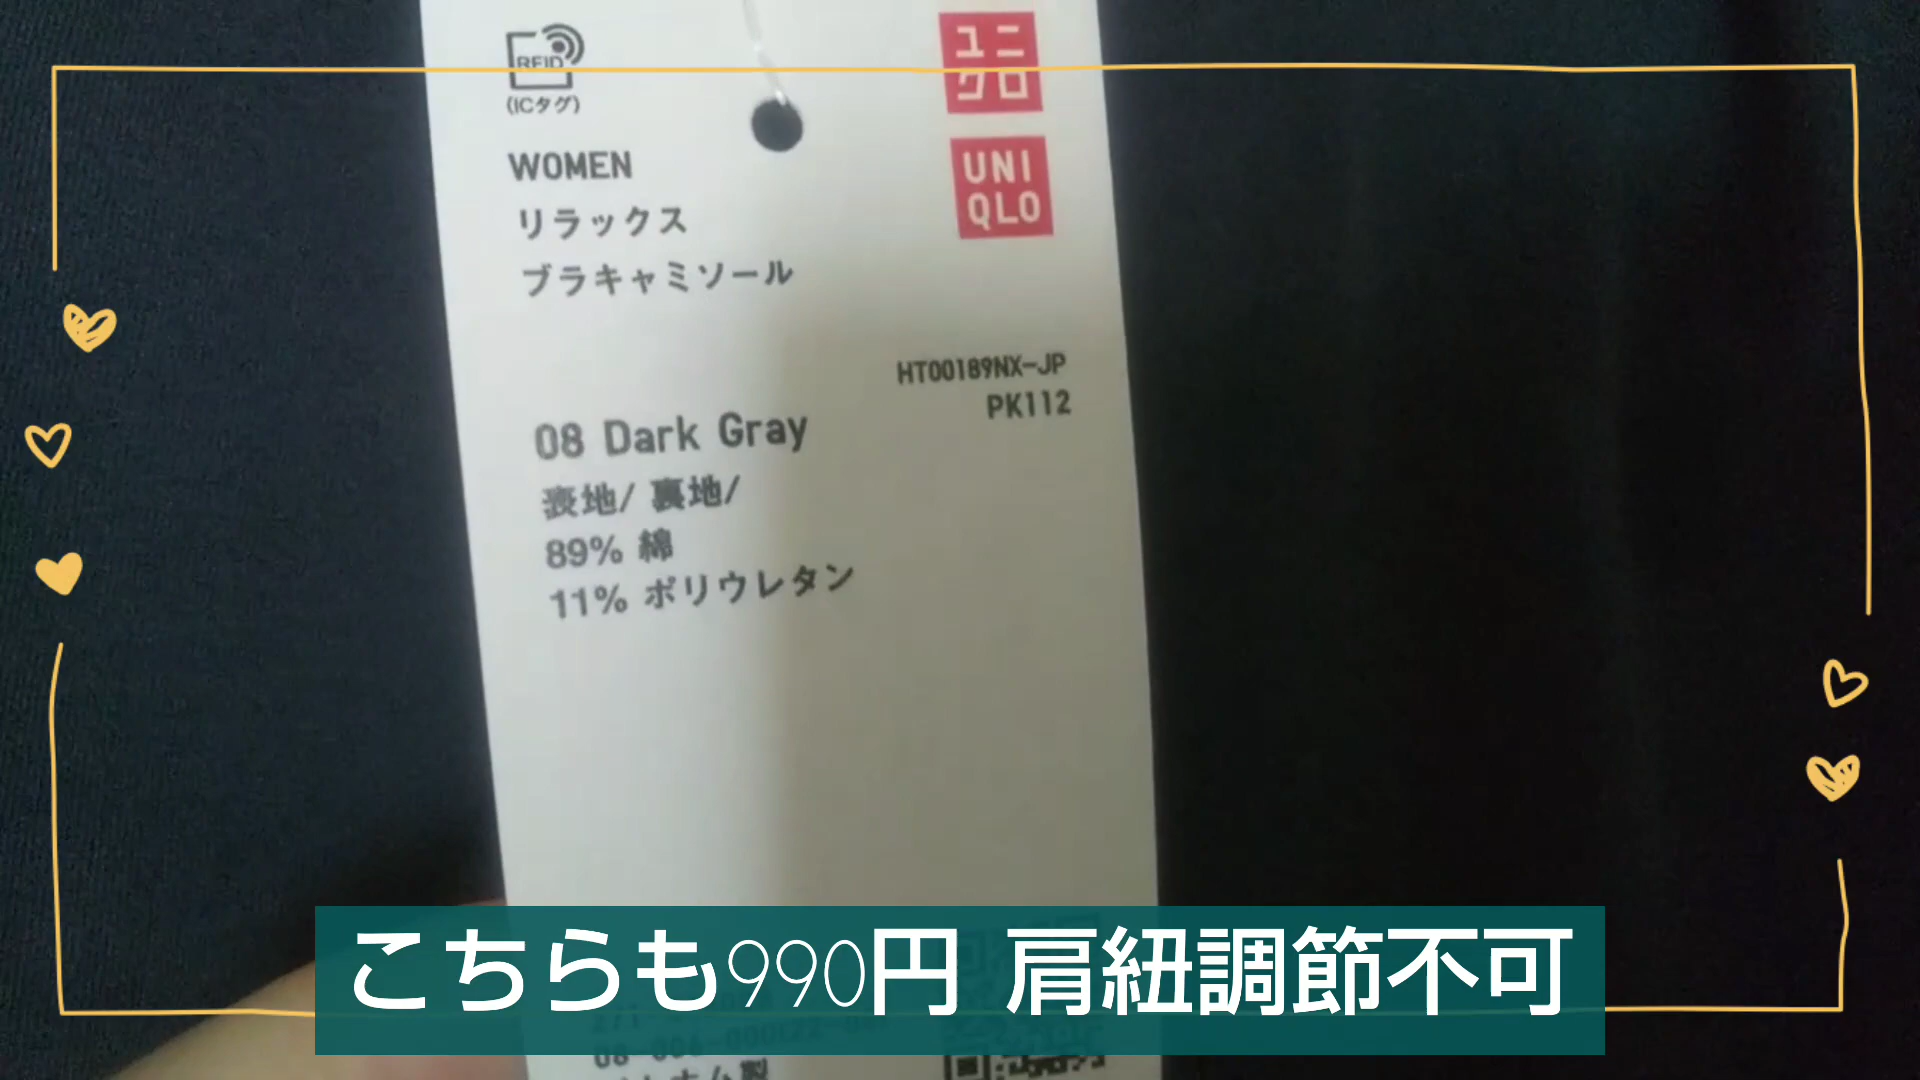 RFID
(ICタグ)
ユニ
クロ
UNI
QLO
WOMEN
リラックス
ブラキャミソール
HT00189NX-JP
PK112
08 Dark Gray
表地/ 裏地/
89% 綿
11% ポリウレタン
こちらも990円 肩紐調節不可